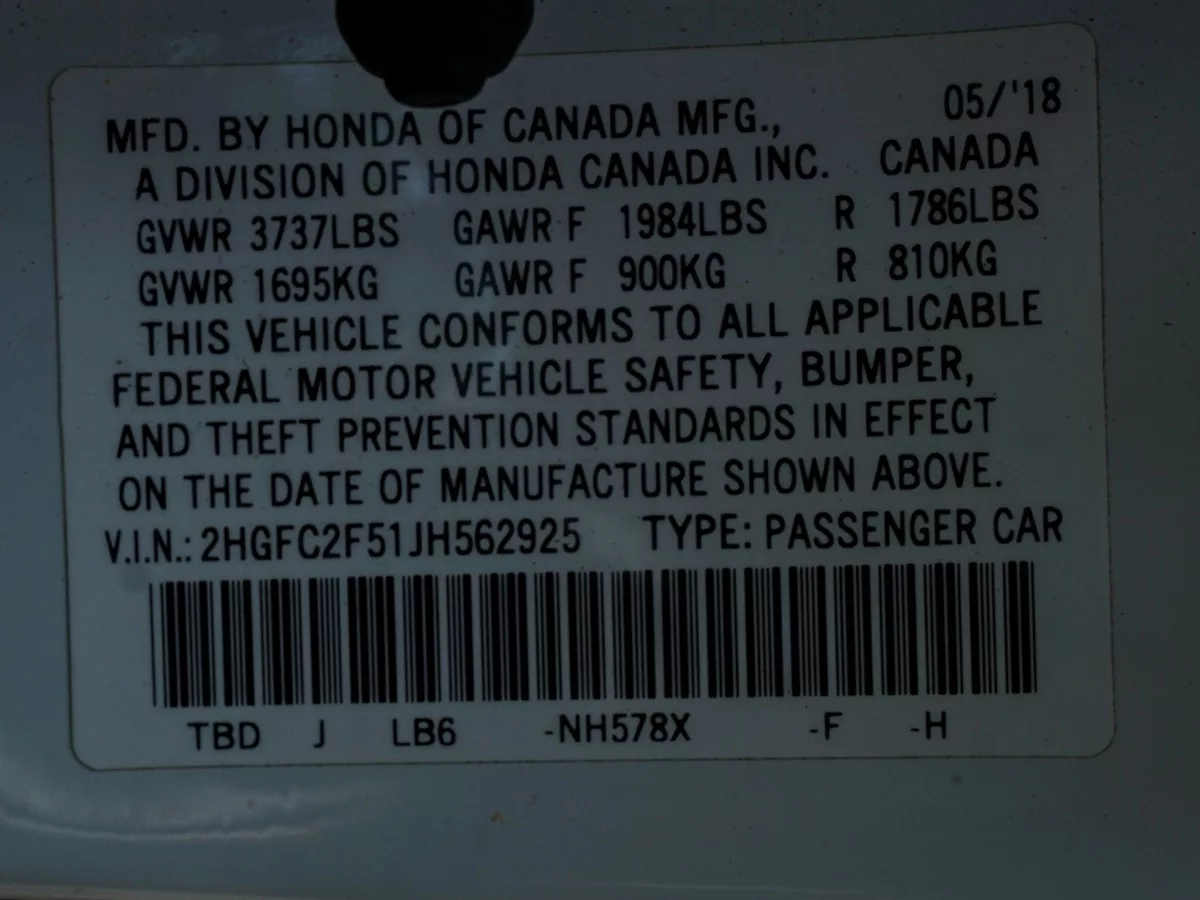 MFD. BY HONDA OF CANADA MFG., 05/'18
A DIVISION OF HONDA CANADA INC. CANADA
GVWR 3737LBS GAWR F 1984LBS R 1786LBS
GVWR 1695KG GAWR F 900KG R 810KG
THIS VEHICLE CONFORMS TO ALL APPLICABLE
FEDERAL MOTOR VEHICLE SAFETY, BUMPER,
AND THEFT PREVENTION STANDARDS IN EFFECT
ON THE DATE OF MANUFACTURE SHOWN ABOVE.
V.I.N.: 2HGFC2F51JH562925 TYPE: PASSENGER CAR
TBD J LB6 -NH578X -F -H